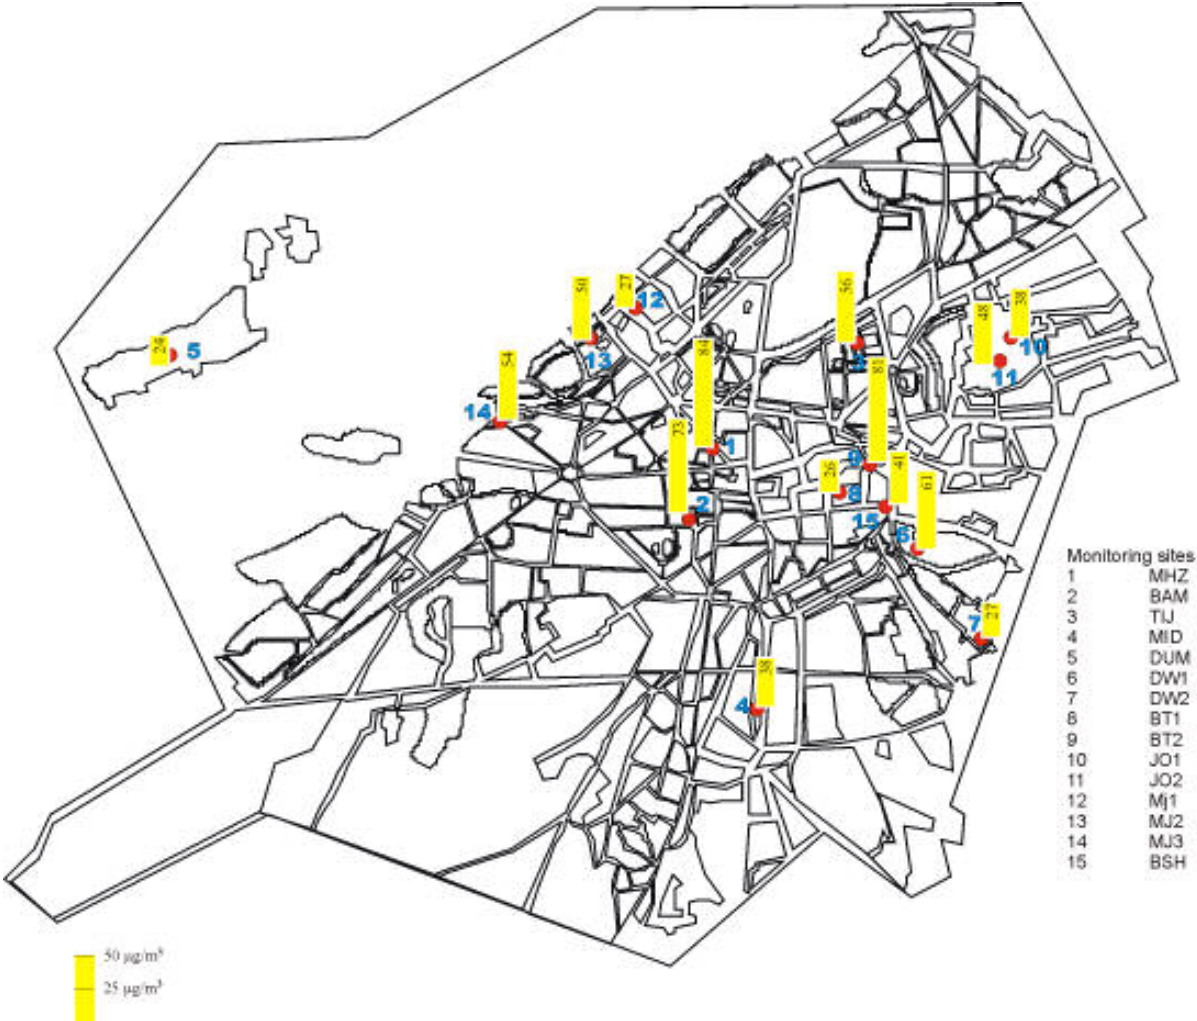 56
27
50
38
48
24
5
12
13
3
10
11
84
54
81
14
73
1
9
41
26
61
2
8
15
6
27
7
38
4
Monitoring sites
1 MHZ
2 BAM
3 TIJ
4 MID
5 DUM
6 DW1
7 DW2
8 BT1
9 BT2
10 JO1
11 JO2
12 Mj1
13 MJ2
14 MJ3
15 BSH
50 µg/m³
25 µg/m³